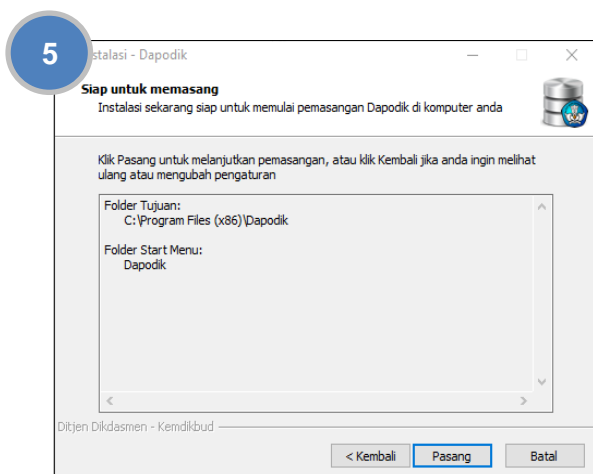 5
stalasi - Dapodik
Siap untuk memasang
Instalasi sekarang siap untuk memulai pemasangan Dapodik di komputer anda
Klik Pasang untuk melanjutkan pemasangan, atau klik Kembali jika anda ingin melihat
ulang atau mengubah pengaturan
Folder Tujuan:
C:\Program Files (x86)\Dapodik
Folder Start Menu:
Dapodik
Ditjen Dikdasmen - Kemdikbud
< Kembali Pasang Batal